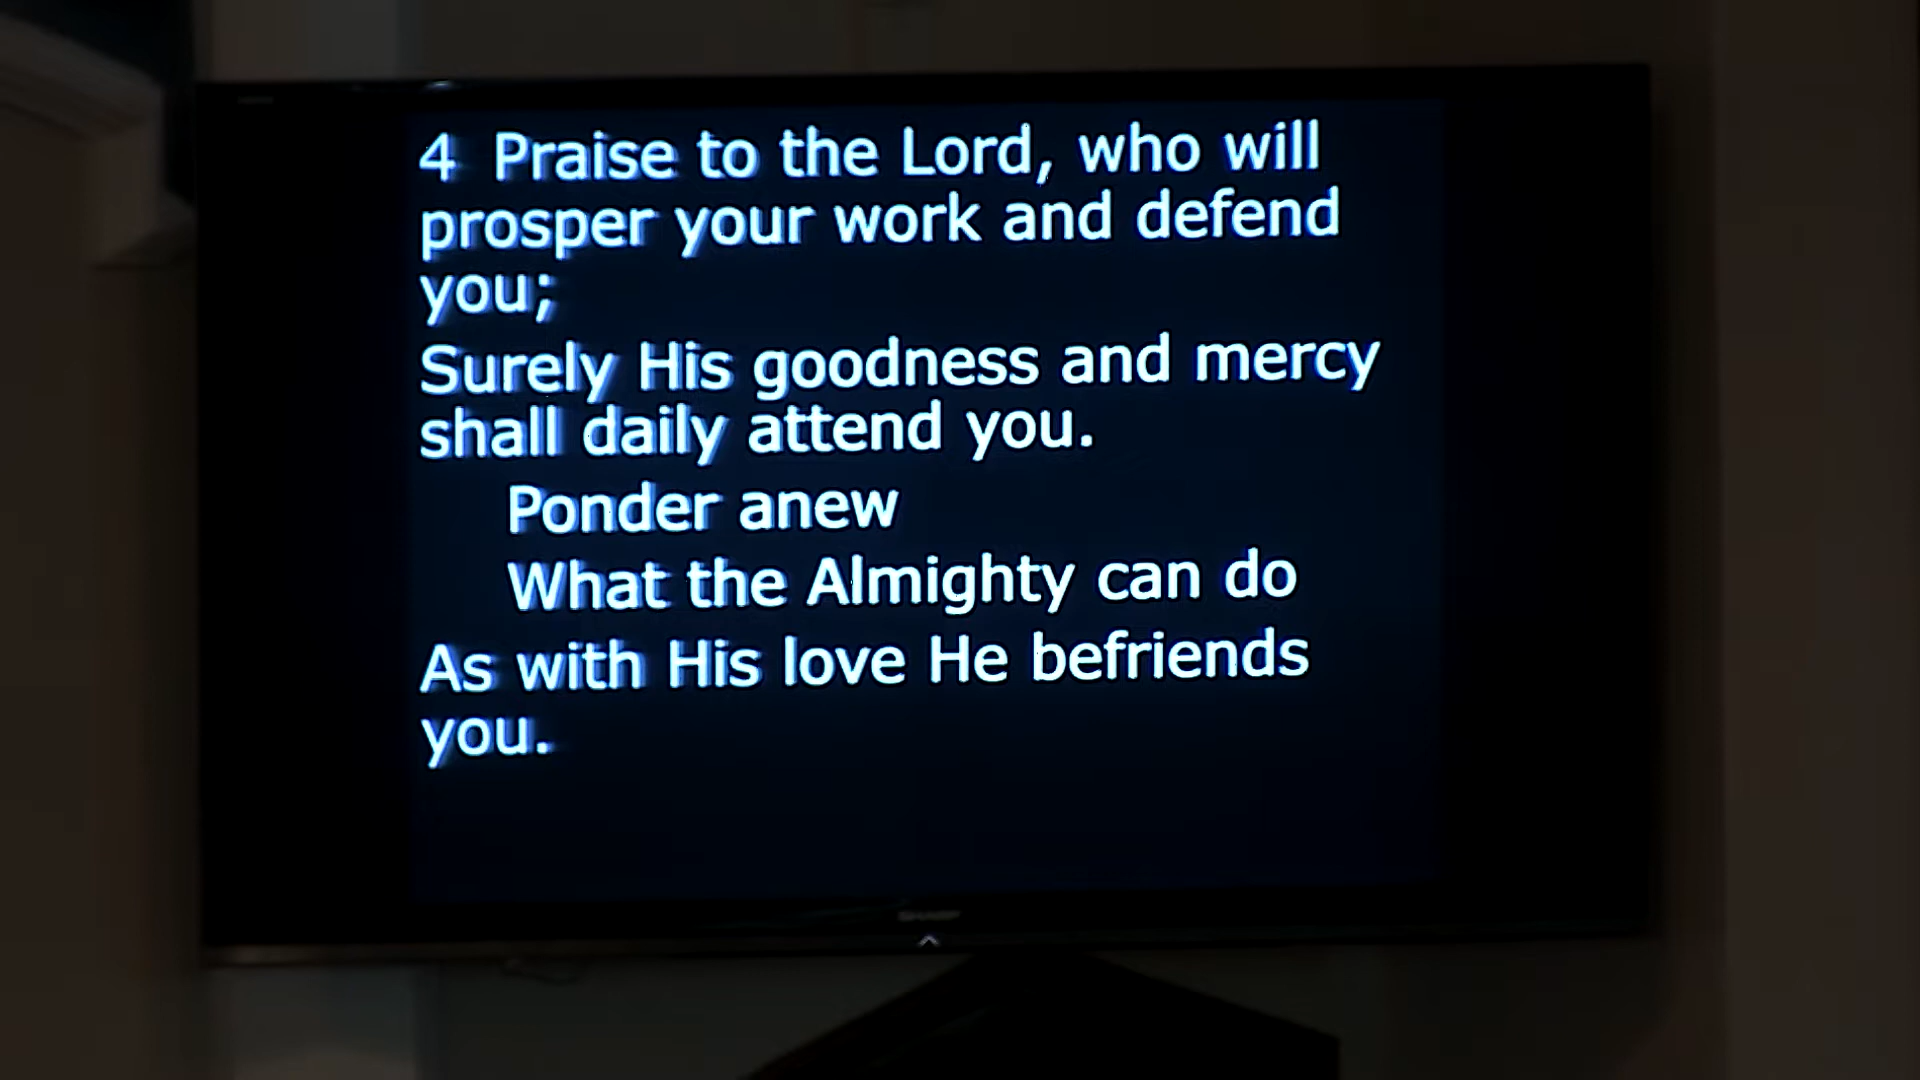 4 Praise to the Lord, who will
prosper your work and defend
you;
Surely His goodness and mercy
shall daily attend you.
Ponder anew
What the Almighty can do
As with His love He befriends
you.
SHARP